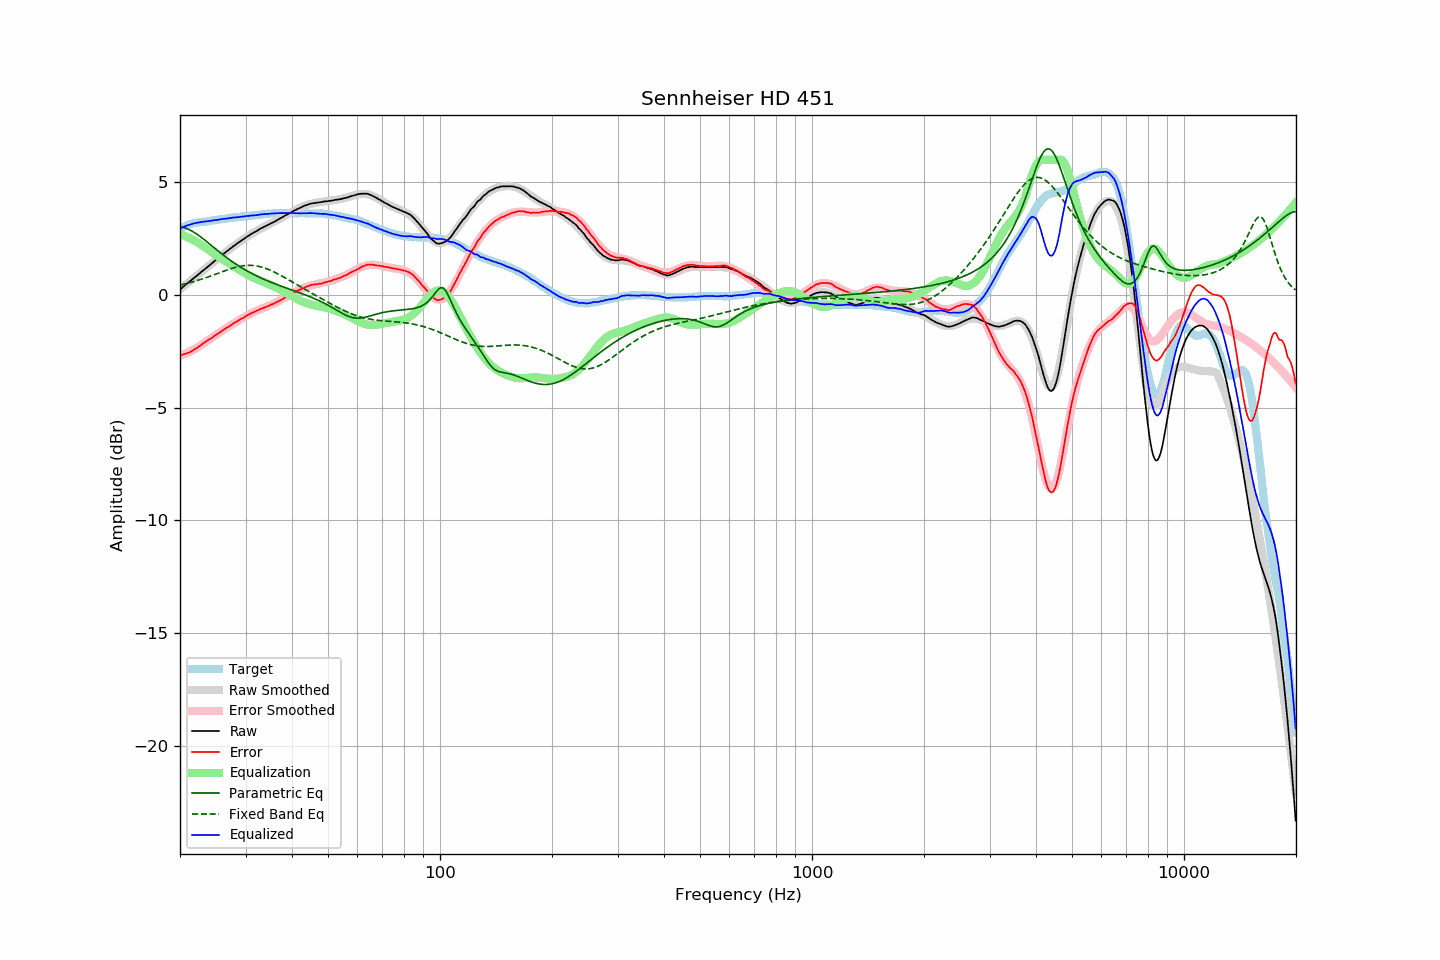 Sennheiser HD 451
Amplitude (dBr)
5
0
−5
−10
−15
−20
Target
Raw Smoothed
Error Smoothed
Raw
Error
Equalization
Parametric Eq
Fixed Band Eq
Equalized
100
1000
10000
Frequency (Hz)